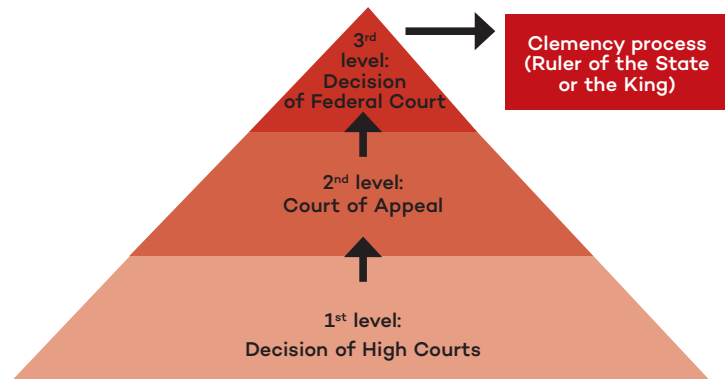 3rd
level:
Decision
of Federal Court
Clemency process
(Ruler of the State
or the King)
2nd level:
Court of Appeal
1st level:
Decision of High Courts